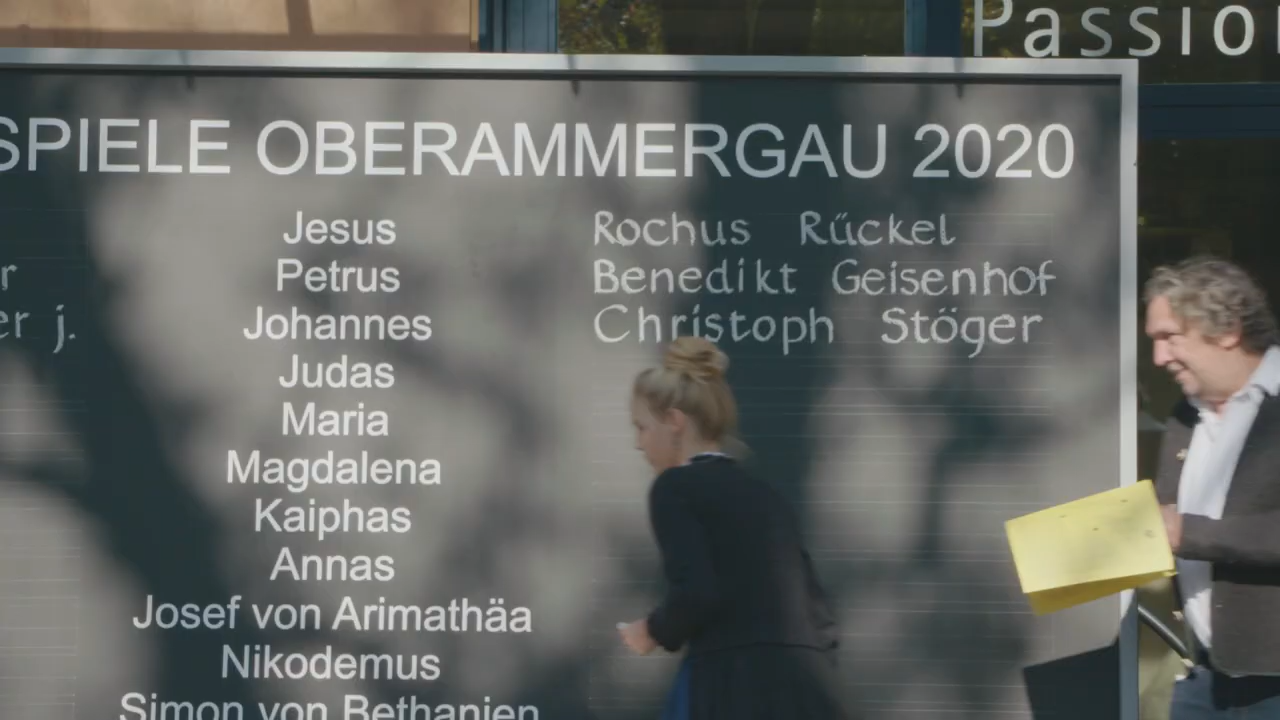 Passio
SPIELE OBERAMMERGAU 2020
Jesus Rochus Rückel
r Petrus Benedikt Geisenhof
er j. Johannes Christoph Stöger
Judas
Maria
Magdalena
Kaiphas
Annas
Josef von Arimathäa
Nikodemus
Simon von Bethanien